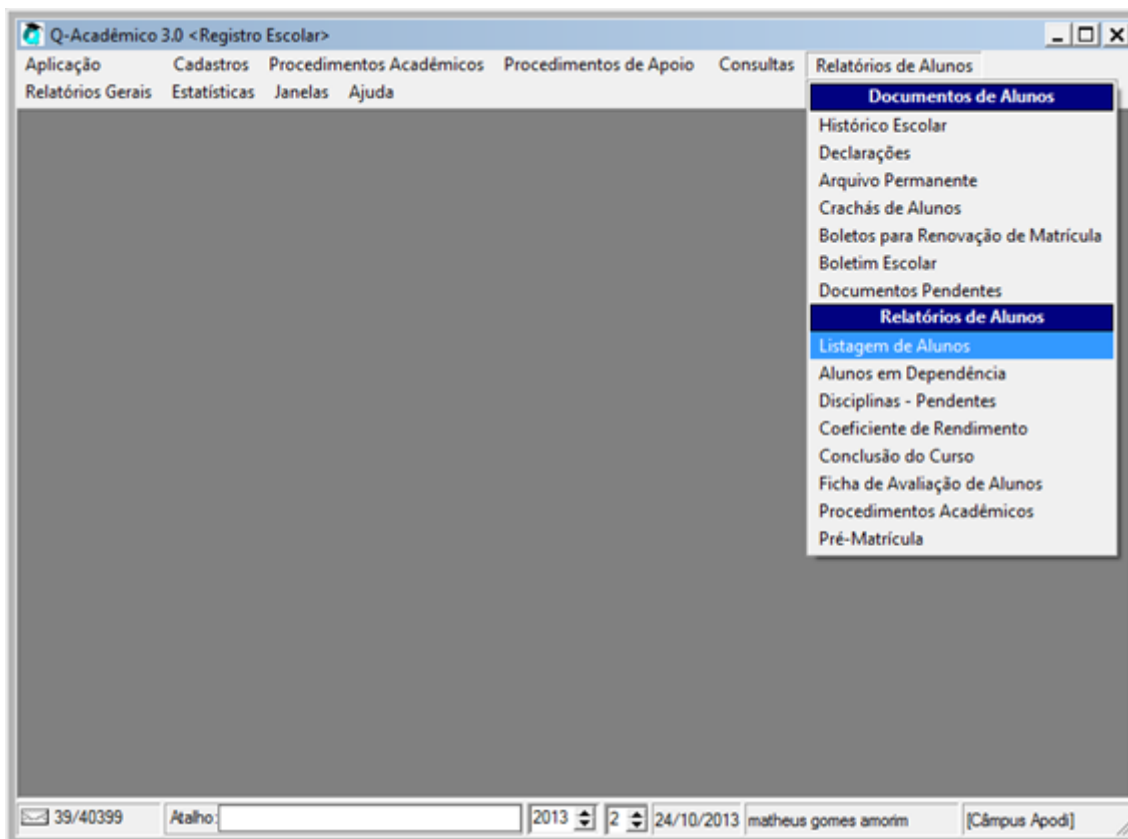 Q-Acadêmico 3.0 <Registro Escolar>
Aplicação Cadastros Procedimentos Acadêmicos Procedimentos de Apoio Consultas Relatórios de Alunos
Relatórios Gerais Estatísticas Janelas Ajuda
Documentos de Alunos
Histórico Escolar
Declarações
Arquivo Permanente
Crachás de Alunos
Boletos para Renovação de Matrícula
Boletim Escolar
Documentos Pendentes
Relatórios de Alunos
Listagem de Alunos
Alunos em Dependência
Disciplinas - Pendentes
Coeficiente de Rendimento
Conclusão do Curso
Ficha de Avaliação de Alunos
Procedimentos Acadêmicos
Pré-Matrícula
39/40399 Atalho: 2013 2 24/10/2013 matheus gomes amorim [Câmpus Apodi]